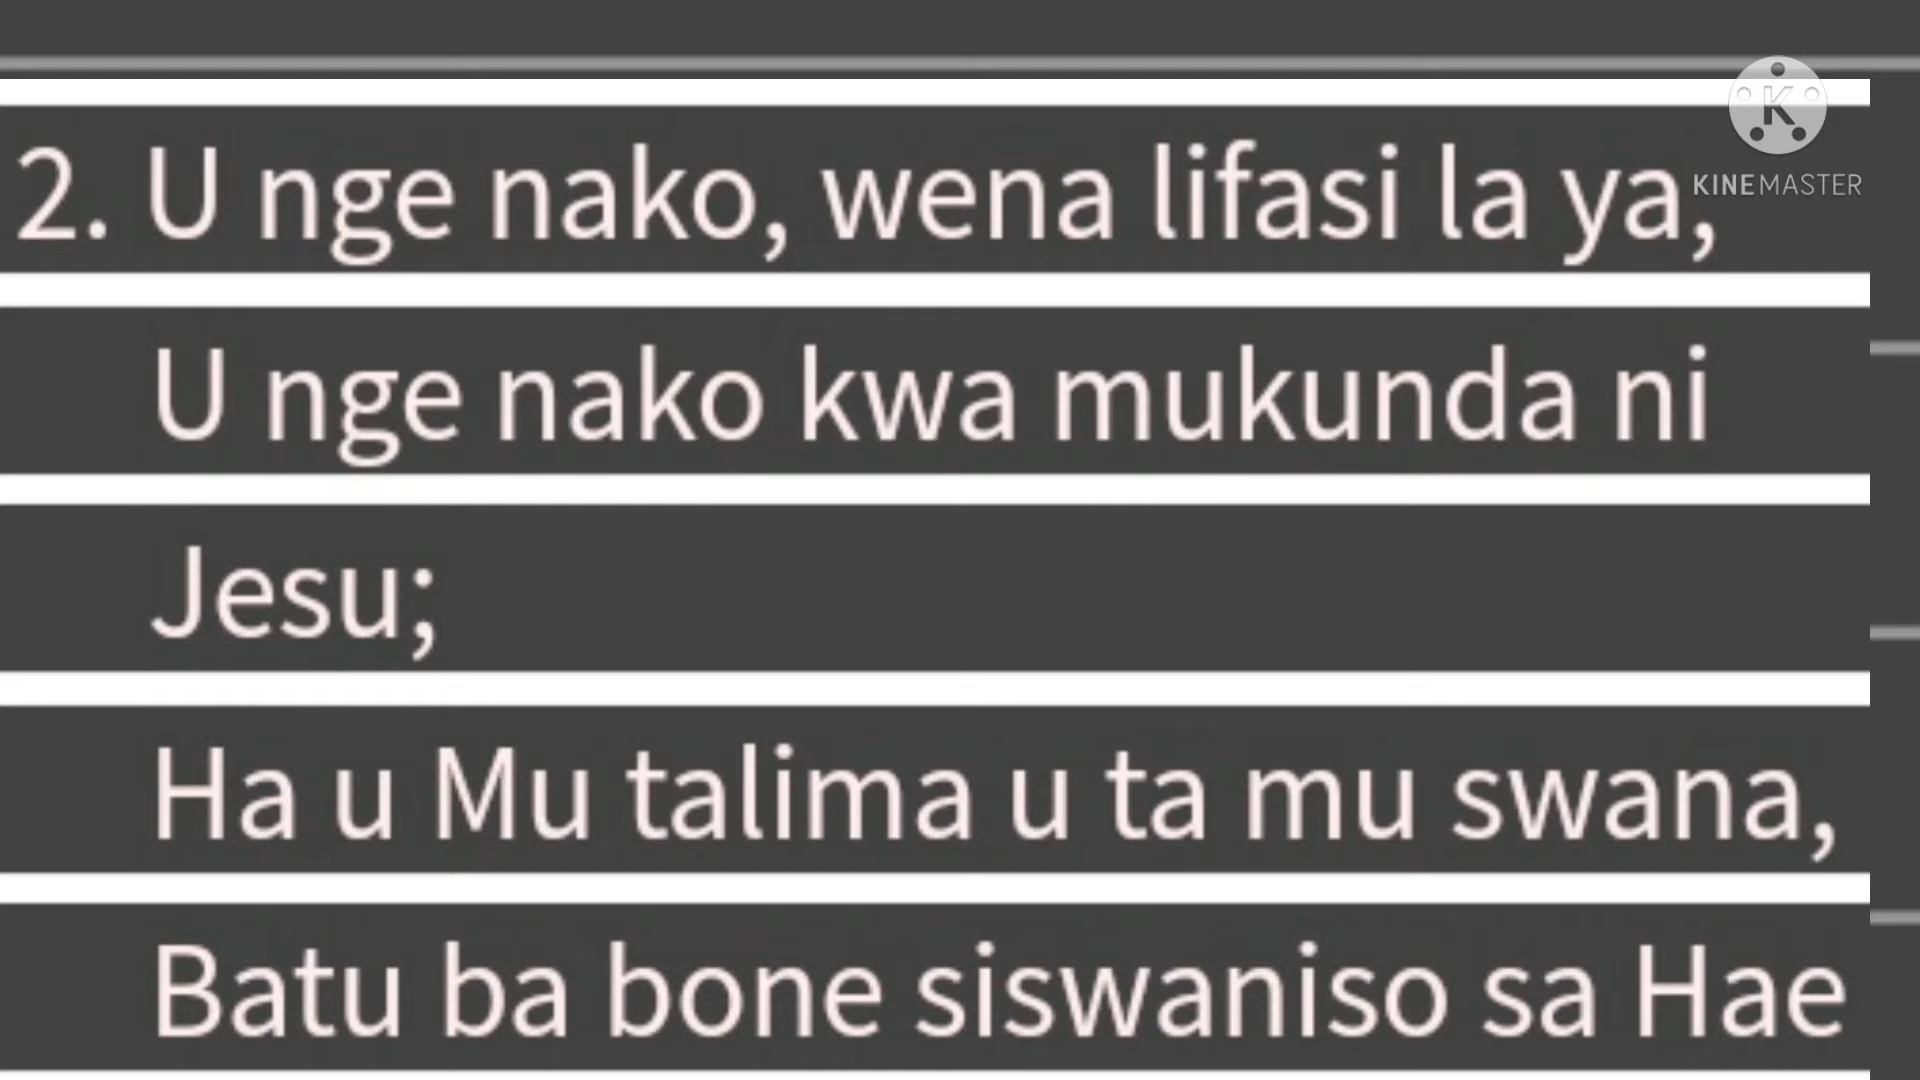 KINEMASTER
2. U nge nako, wena lifasi la ya,
U nge nako kwa mukunda ni
Jesu;
Ha u Mu talima u ta mu swana,
Batu ba bone siswaniso sa Hae